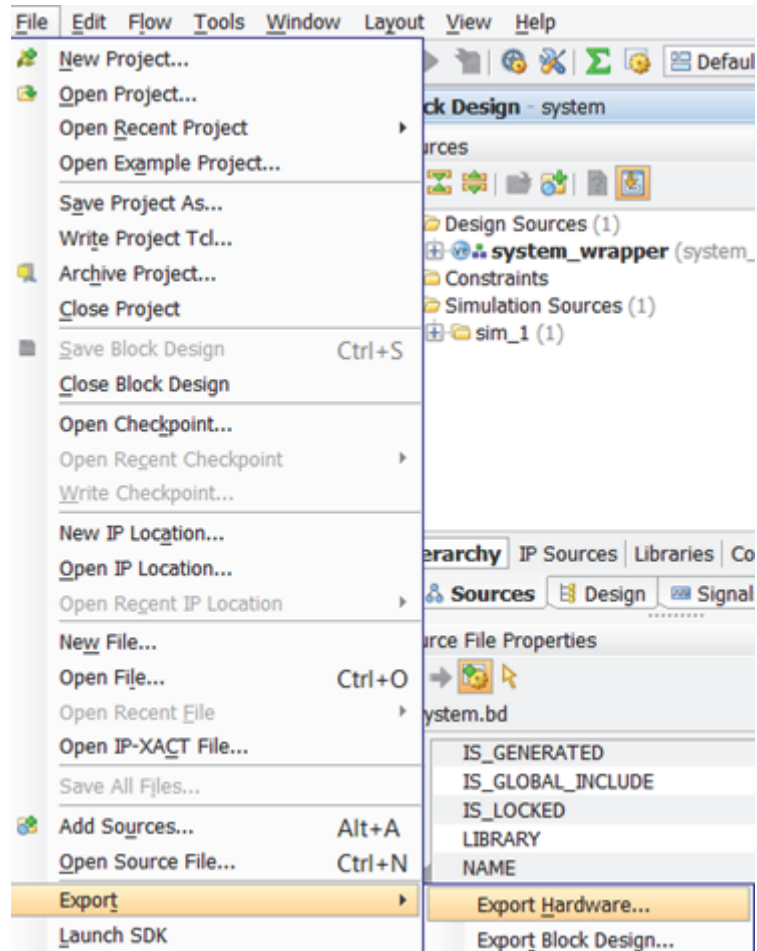 File Edit Flow Tools Window Layout View Help
New Project...
Open Project...
Open Recent Project
Open Example Project...
Save Project As...
Write Project Tcl...
Archive Project...
Close Project
Save Block Design Ctrl+S
Close Block Design
Open Checkpoint...
Open Recent Checkpoint
Write Checkpoint...
New IP Location...
Open IP Location...
Open Recent IP Location
New File...
Open File... Ctrl+O
Open Recent File
Open IP-XACT File...
Save All Files...
Add Sources... Alt+A
Open Source File... Ctrl+N
Export
Launch SDK
Export Hardware...
Export Block Design...
Defaul
ck Design - system
urces
Design Sources (1)
system_wrapper (system_
Constraints
Simulation Sources (1)
sim_1 (1)
erarchy IP Sources Libraries Co
Sources Design Signal
urce File Properties
ystem.bd
IS_GENERATED
IS_GLOBAL_INCLUDE
IS_LOCKED
LIBRARY
NAME